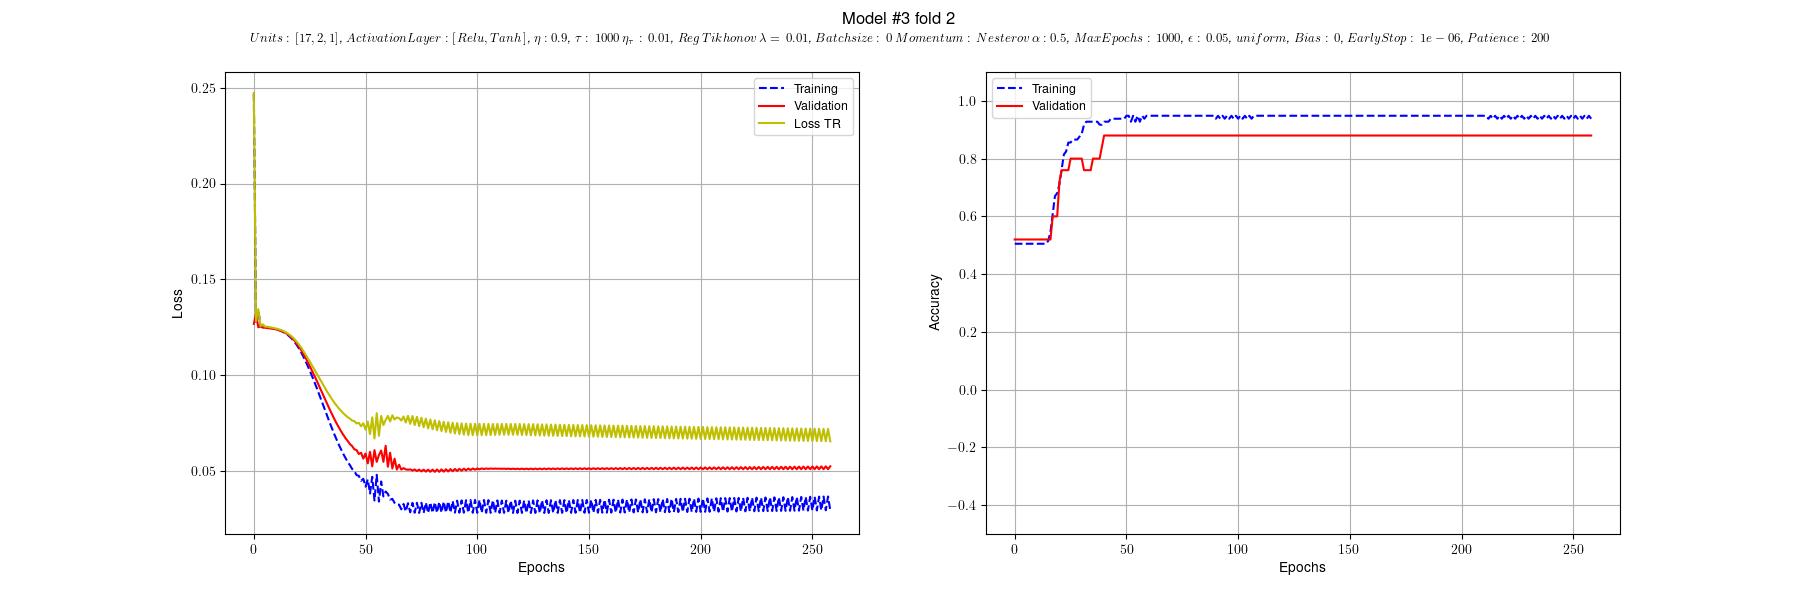 Model #3 fold 2
Units : [17, 2, 1], ActivationLayer : [Relu, Tanh], η : 0.9, τ : 1000 ητ : 0.01, Reg Tikhonov λ = 0.01, Batchsize : 0 Momentum : Nesterov α : 0.5, MaxEpochs : 1000, ϵ : 0.05, uniform, Bias : 0, EarlyStop : 1e − 06, Patience : 200
Loss
0.25
0.20
0.15
0.10
0.05
Training
Validation
Loss TR
0 50 100 150 200 250
Epochs
Accuracy
1.0
0.8
0.6
0.4
0.2
0.0
−0.2
−0.4
Training
Validation
0 50 100 150 200 250
Epochs